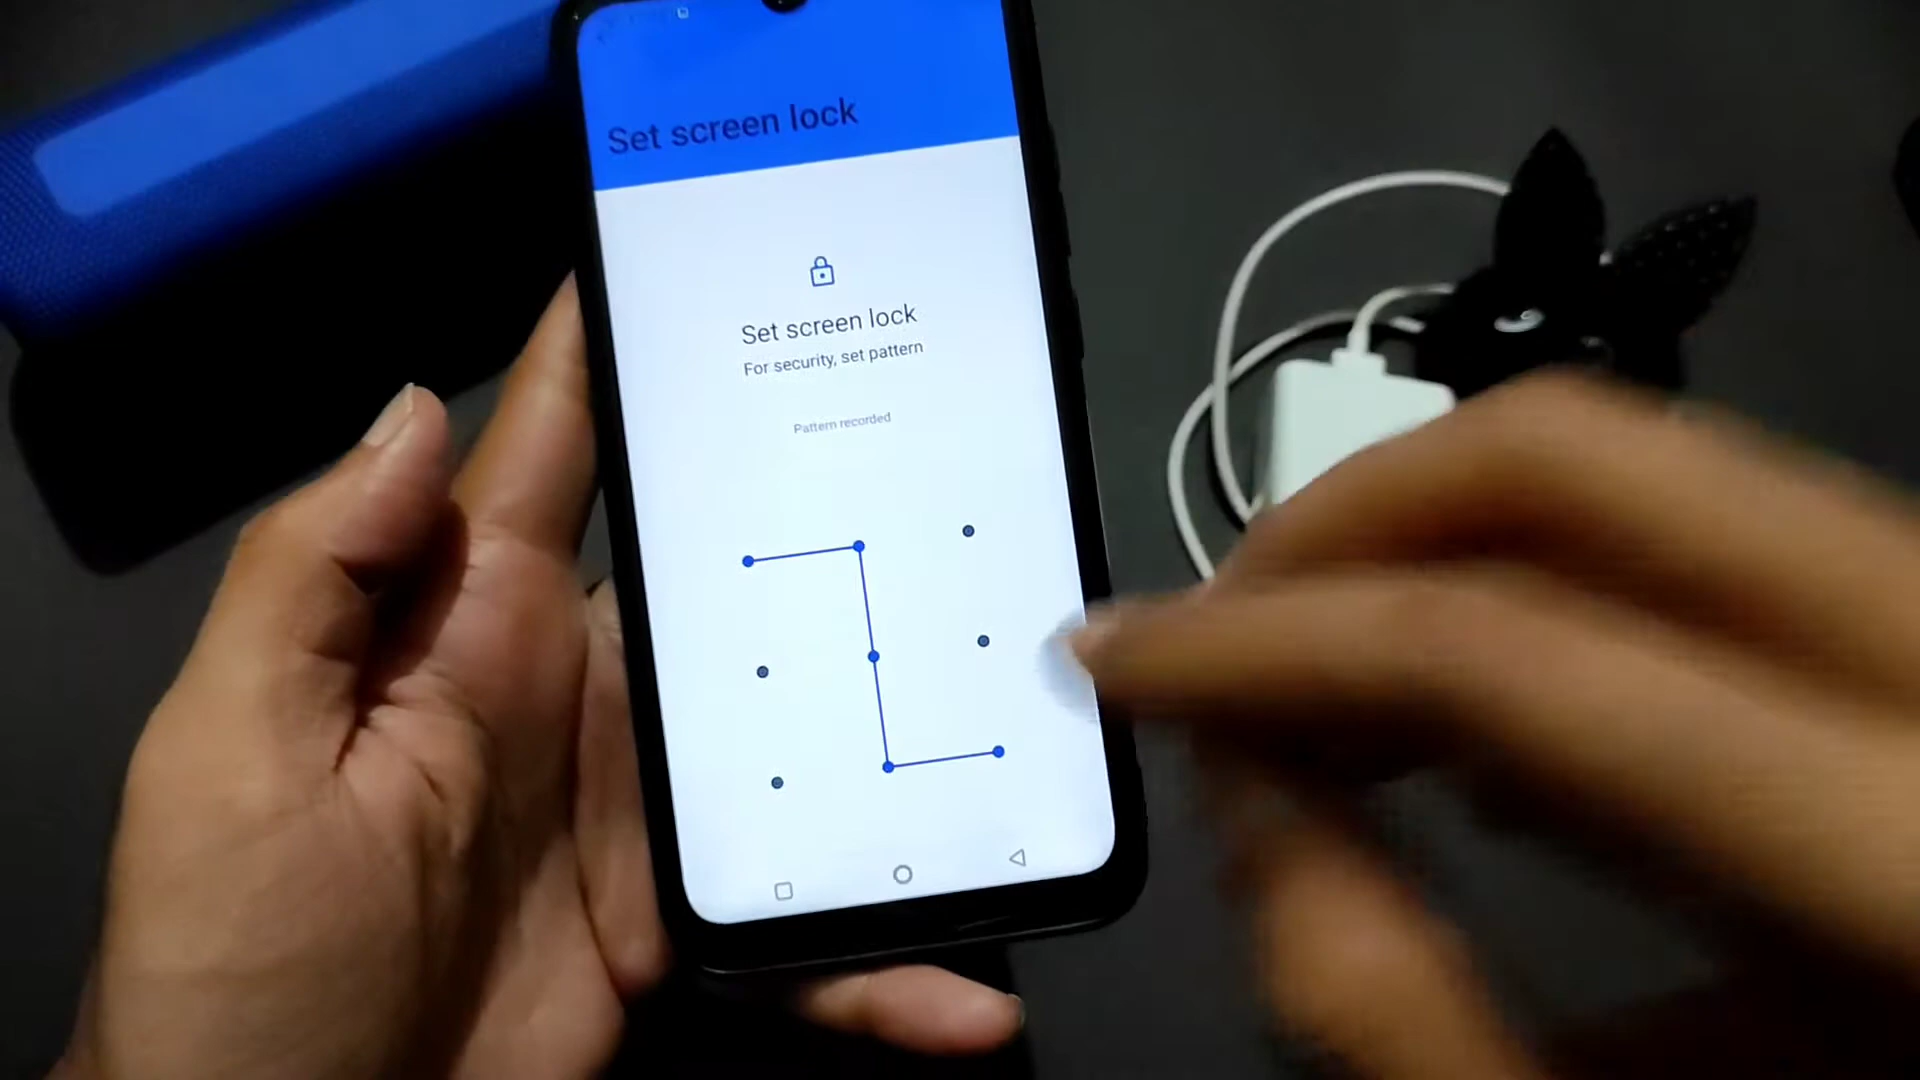 Set screen lock
Set screen lock
For security, set pattern
Pattern recorded